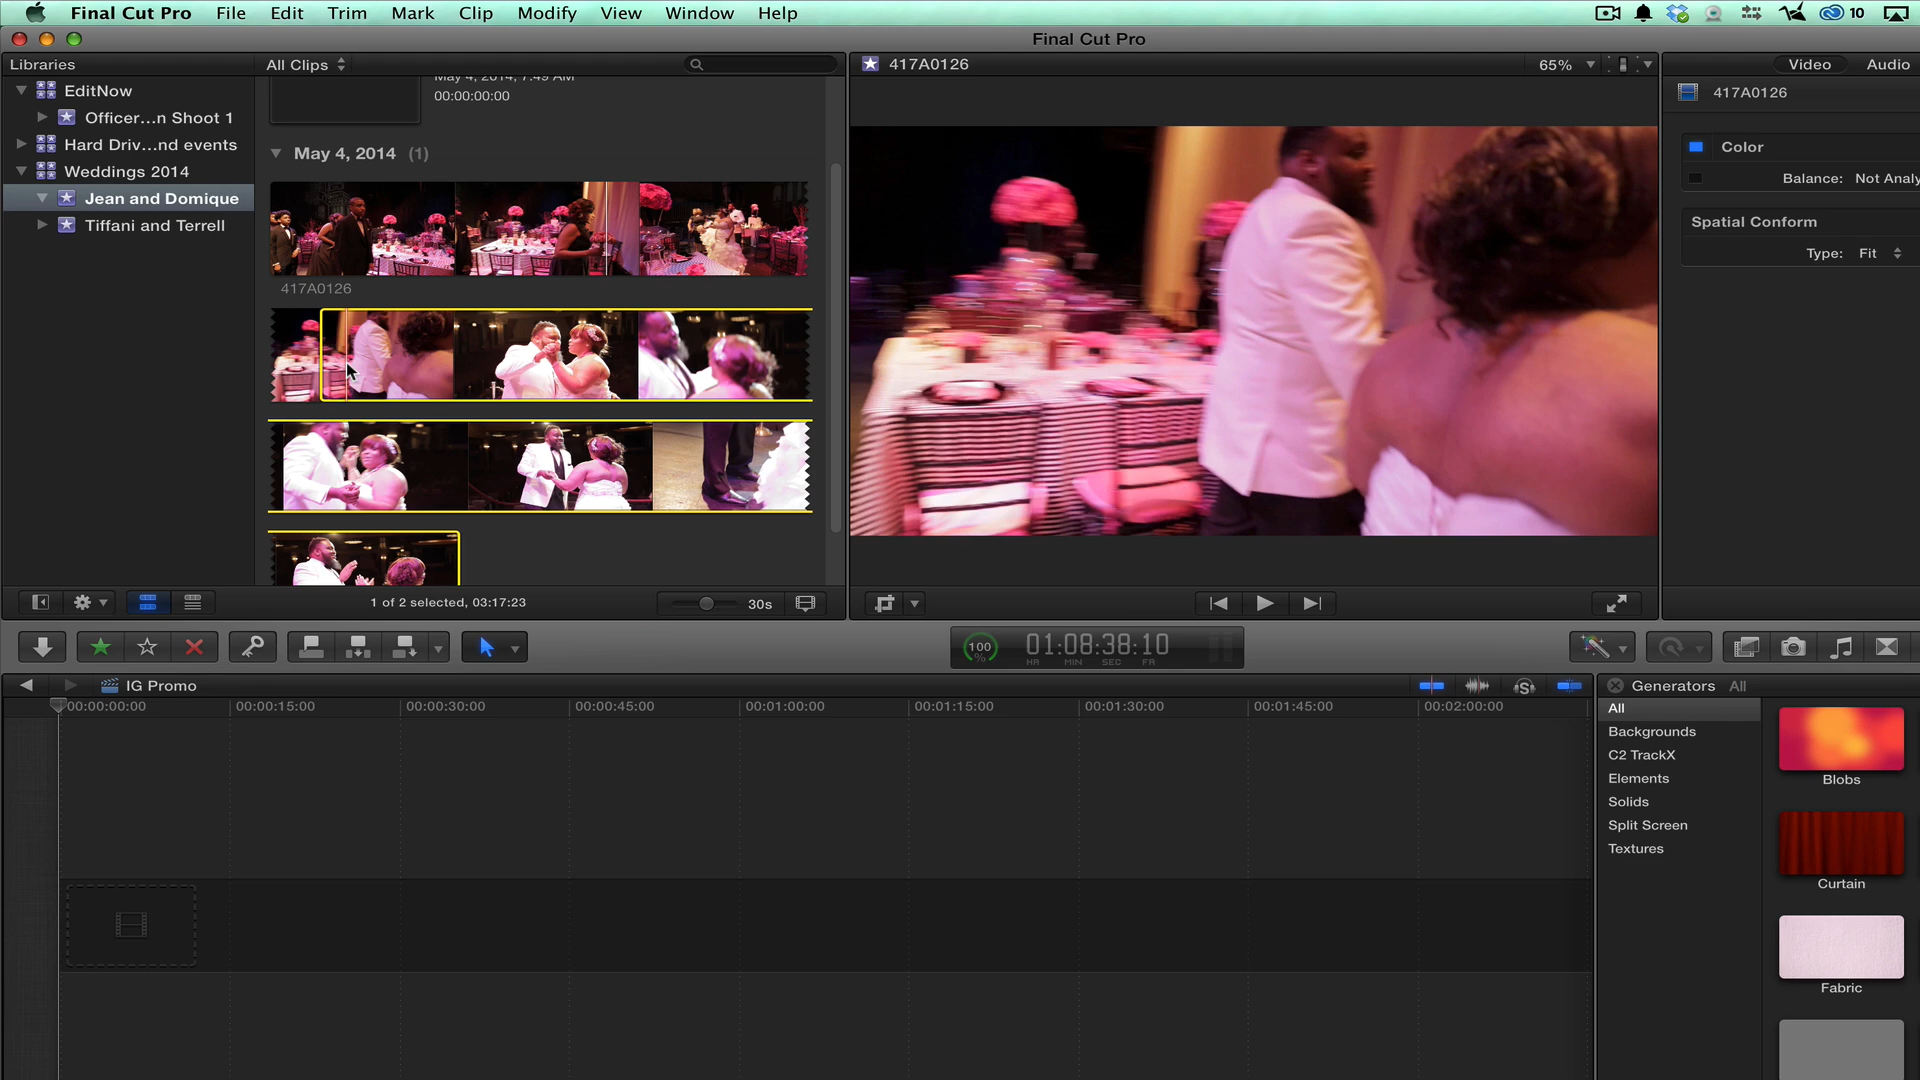 Final Cut Pro File Edit Trim Mark Clip Modify View Window Help 10
Final Cut Pro
Libraries
All Clips
417A0126
65%
Video Audio
EditNow
Officer...n Shoot 1
Hard Driv...nd events
Weddings 2014
Jean and Domique
Tiffani and Terrell
May 4, 2014, 7:49 AM
00:00:00:00
May 4, 2014 (1)
417A0126
417A0126
Color
Balance: Not Analy
Spatial Conform
Type: Fit
1 of 2 selected, 03:17:23
30s
100
%
01:08:38:10
HR MIN SEC FR
IG Promo
00:00:00:00 00:00:15:00 00:00:30:00 00:00:45:00 00:01:00:00 00:01:15:00 00:01:30:00 00:01:45:00 00:02:00:00
Generators All
All
Backgrounds
C2 TrackX
Elements
Solids
Split Screen
Textures
Blobs
Curtain
Fabric